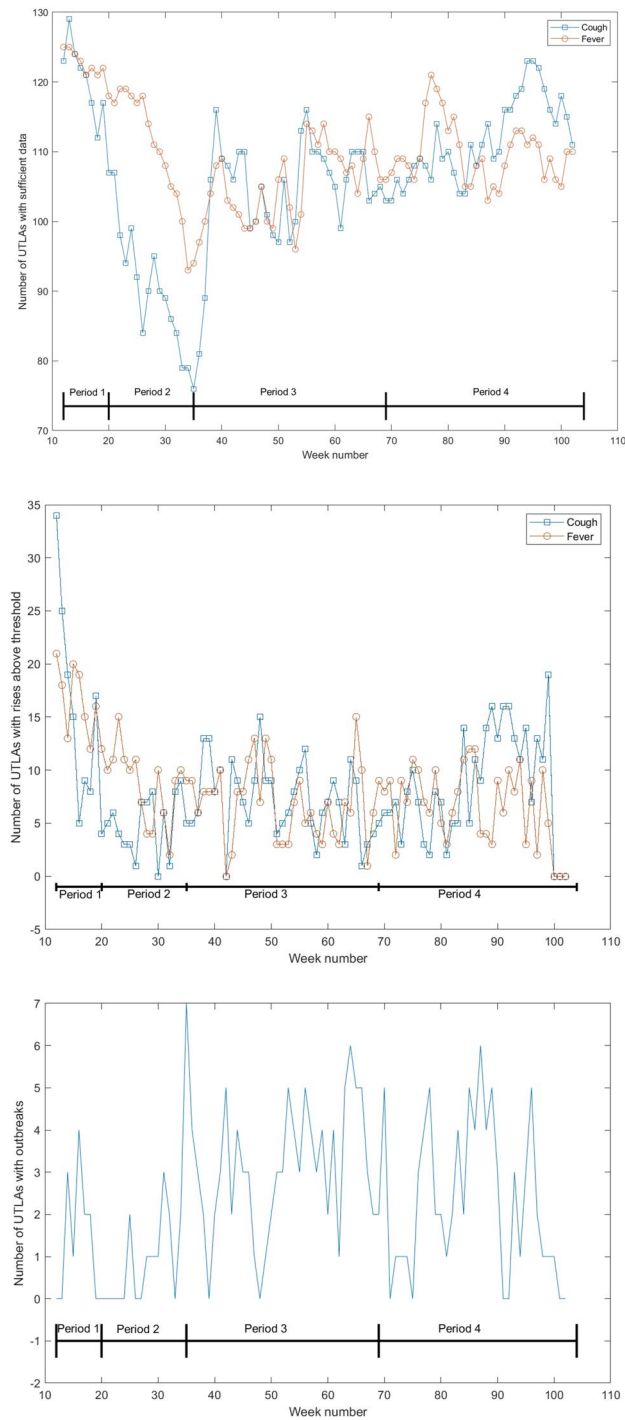 130
120
110
100
90
80
70
Number of UTLAs with sufficient data
Cough
Fever
Period 1
Period 2
Period 3
Period 4
10 20 30 40 50 60 70 80 90 100 110
Week number
35
30
25
20
15
10
5
0
-5
Number of UTLAs with rises above threshold
Cough
Fever
Period 1
Period 2
Period 3
Period 4
10 20 30 40 50 60 70 80 90 100 110
Week number
7
6
5
4
3
2
1
0
-1
-2
Number of UTLAs with outbreaks
Period 1
Period 2
Period 3
Period 4
10 20 30 40 50 60 70 80 90 100 110
Week number